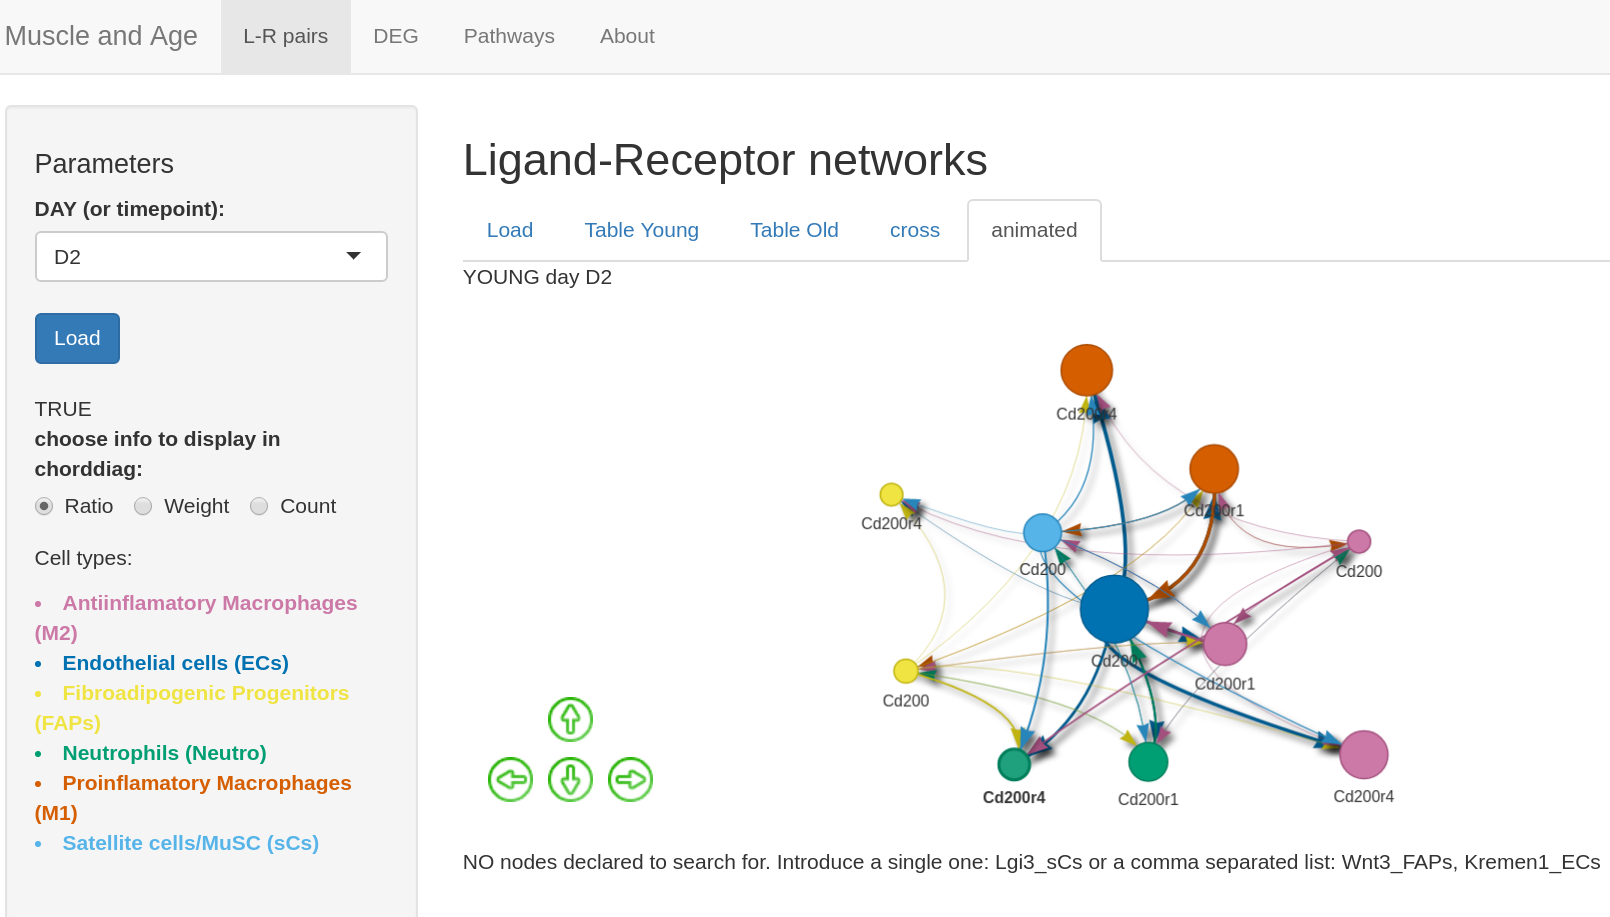 Muscle and Age
L-R pairs
DEG
Pathways
About
Parameters
DAY (or timepoint):
D2
Load
TRUE
choose info to display in
chorddiag:
Ratio
Weight
Count
Cell types:
Antiinflamatory Macrophages
(M2)
Endothelial cells (ECs)
Fibroadipogenic Progenitors
(FAPs)
Neutrophils (Neutro)
Proinflamatory Macrophages
(M1)
Satellite cells/MuSC (sCs)
Ligand-Receptor networks
Load
Table Young
Table Old
cross
animated
YOUNG day D2
Cd200r4
Cd200r1
Cd200r4
Cd200
Cd200
Cd200r1
Cd200
Cd200r4
Cd200r1
Cd200r4
NO nodes declared to search for. Introduce a single one: Lgi3_sCs or a comma separated list: Wnt3_FAPs, Kremen1_ECs